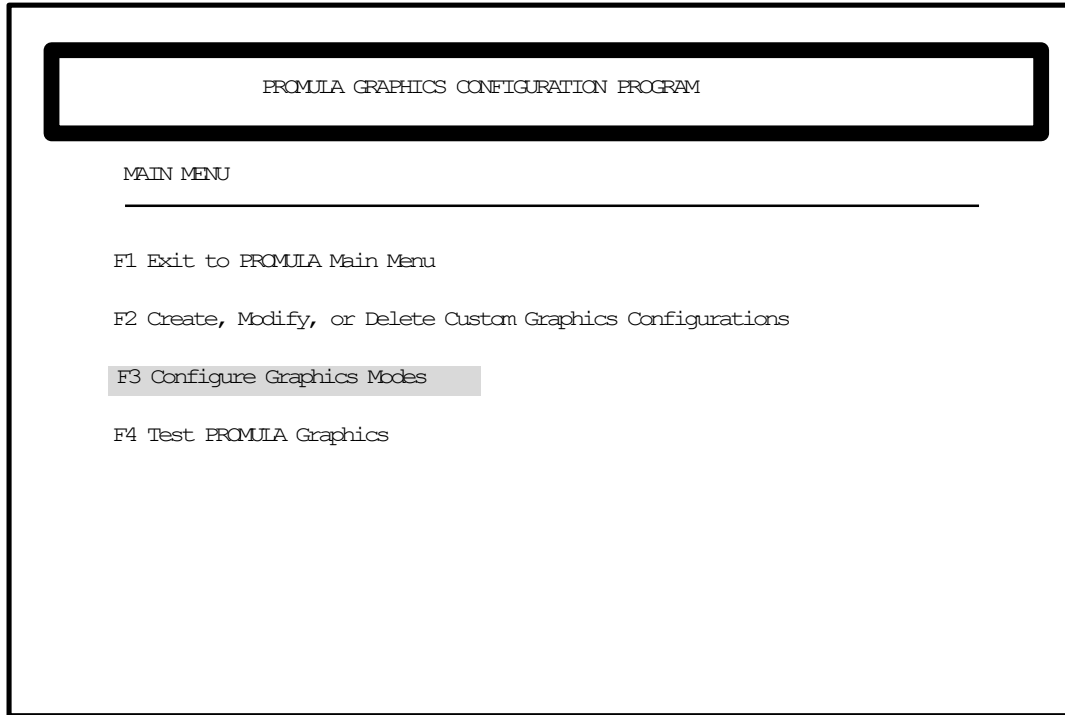 PROMULA GRAPHICS CONFIGURATION PROGRAM
MAIN MENU
F1 Exit to PROMULA Main Menu
F2 Create, Modify, or Delete Custom Graphics Configurations
F3 Configure Graphics Modes
F4 Test PROMULA Graphics